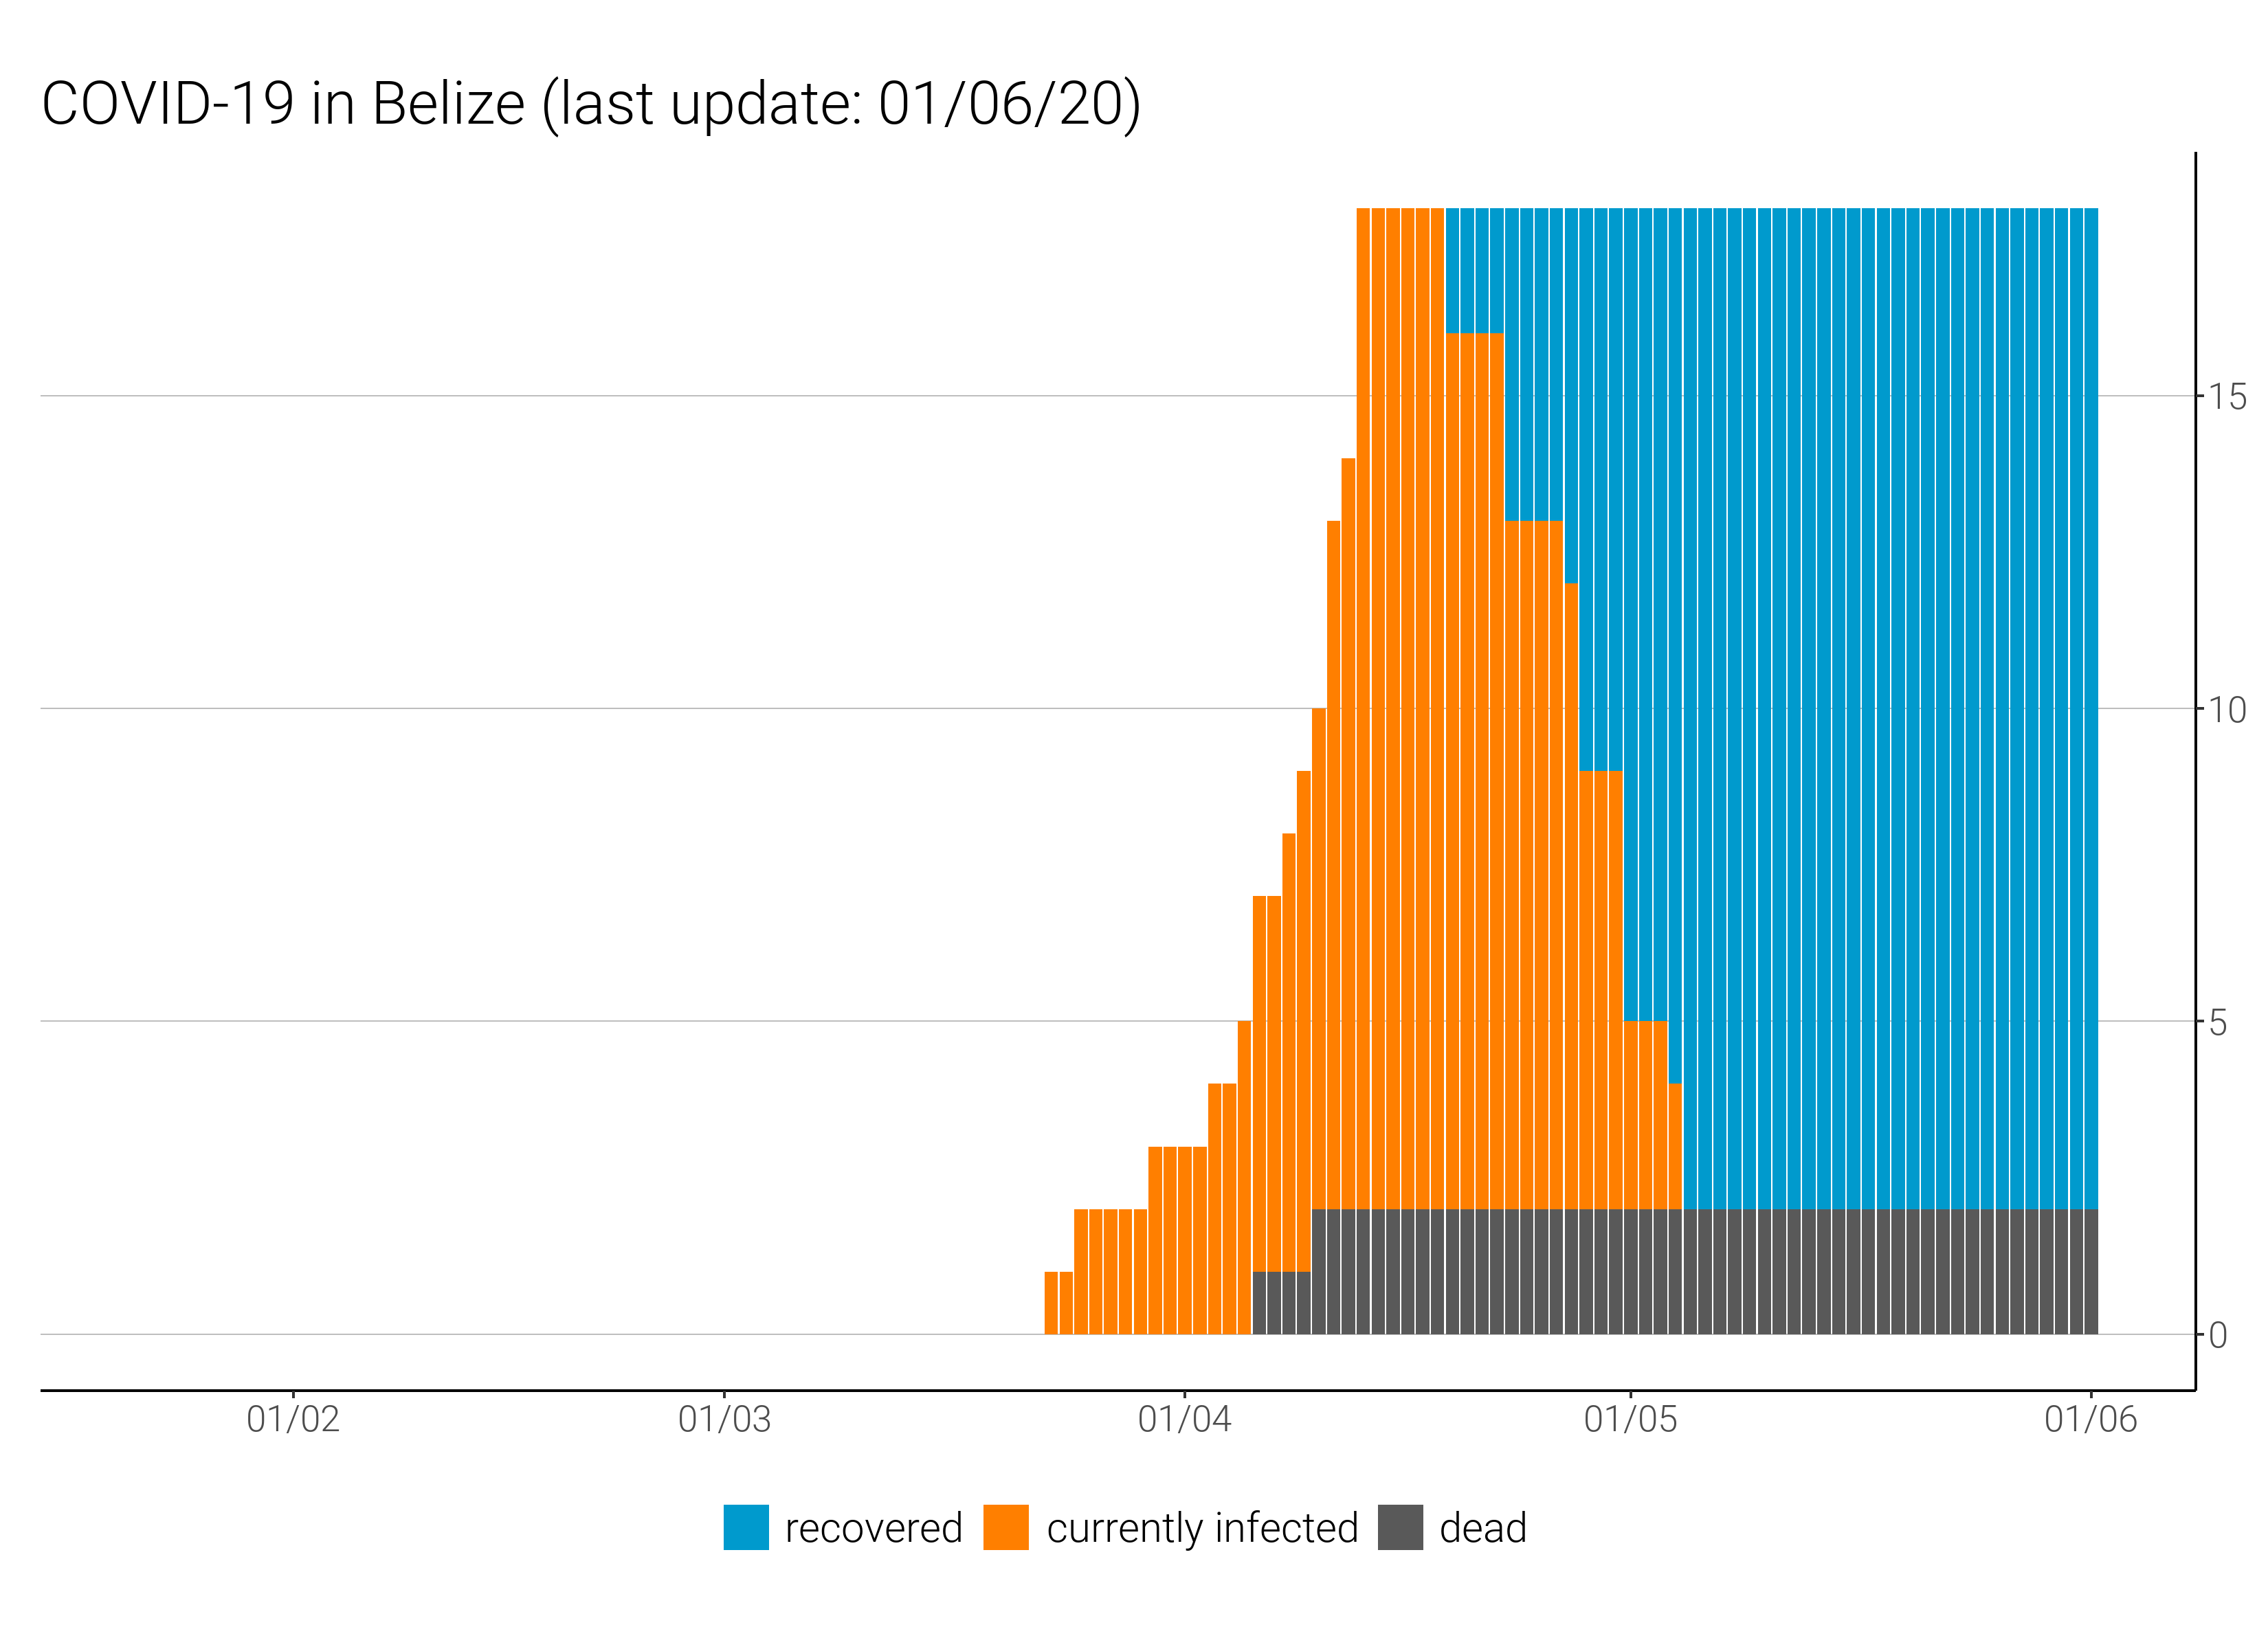 COVID-19 in Belize (last update: 01/06/20)
15
10
5
0
01/02 01/03 01/04 01/05 01/06
recovered currently infected dead